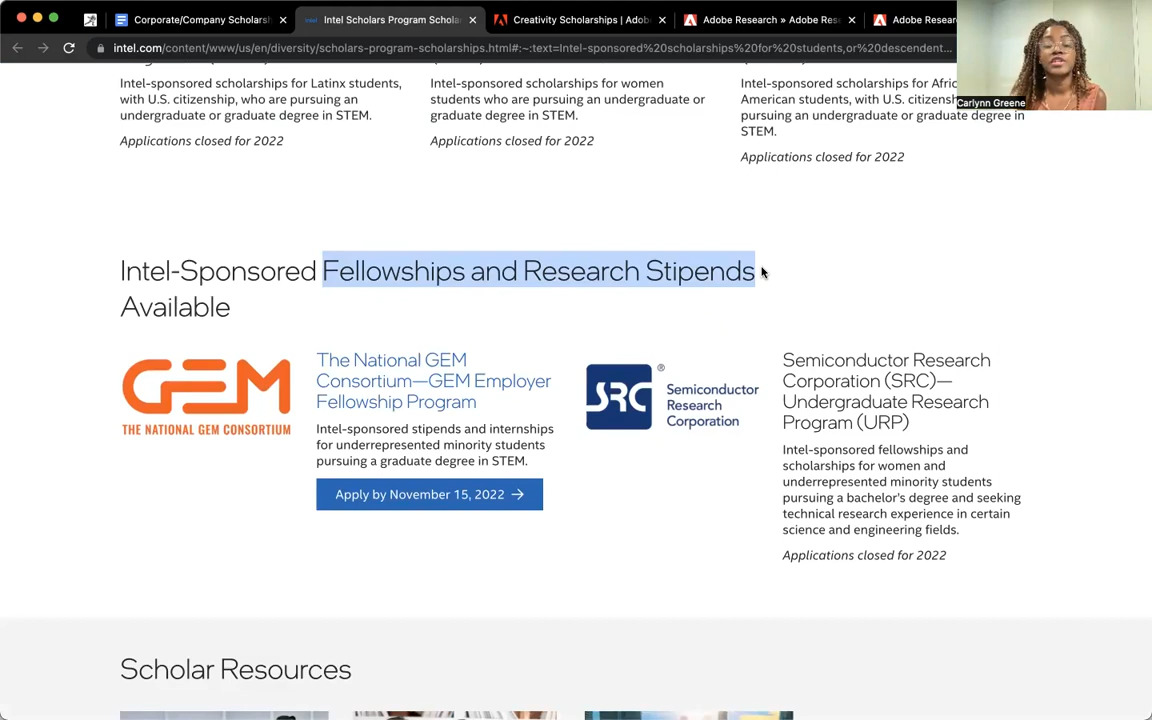 Corporate/Company Scholarsh
Intel Scholars Program Schola
Creativity Scholarships | Adob
Adobe Research » Adobe Res
Adobe Resear
intel.com/content/www/us/en/diversity/scholars-program-scholarships.html#:~:text=Intel-sponsored%20scholarships%20for%20students,or%20descendent...
Carlynn Greene
Intel-sponsored scholarships for Latinx students,
with U.S. citizenship, who are pursuing an
undergraduate or graduate degree in STEM.
Applications closed for 2022
Intel-sponsored scholarships for women
students who are pursuing an undergraduate or
graduate degree in STEM.
Applications closed for 2022
Intel-sponsored scholarships for Afric
American students, with U.S. citizensh
pursuing an undergraduate or graduate degree in
STEM.
Applications closed for 2022
Intel-Sponsored Fellowships and Research Stipends
Available
GEM
THE NATIONAL GEM CONSORTIUM
The National GEM
Consortium—GEM Employer
Fellowship Program
Intel-sponsored stipends and internships
for underrepresented minority students
pursuing a graduate degree in STEM.
Apply by November 15, 2022 →
SRC®
Semiconductor
Research
Corporation
Semiconductor Research
Corporation (SRC)—
Undergraduate Research
Program (URP)
Intel-sponsored fellowships and
scholarships for women and
underrepresented minority students
pursuing a bachelor's degree and seeking
technical research experience in certain
science and engineering fields.
Applications closed for 2022
Scholar Resources